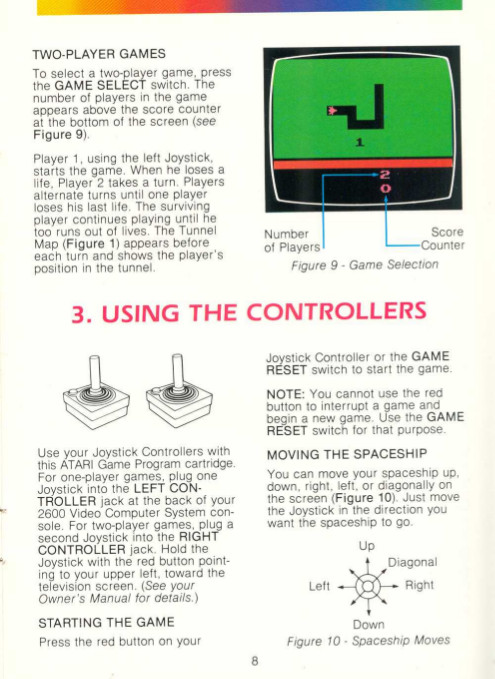 TWO-PLAYER GAMES
To select a two-player game, press
the GAME SELECT switch. The
number of players in the game
appears above the score counter
at the bottom of the screen (see
Figure 9).
Player 1, using the left Joystick,
starts the game. When he loses a
life, Player 2 takes a turn. Players
alternate turns until one player
loses his last life. The surviving
player continues playing until he
too runs out of lives. The Tunnel
Map (Figure 1) appears before
each turn and shows the player's
position in the tunnel.
1
2
0
Number
of Players
Score
Counter
Figure 9 - Game Selection
3. USING THE CONTROLLERS
Use your Joystick Controllers with
this ATARI Game Program cartridge.
For one-player games, plug one
Joystick into the LEFT CON-
TROLLER jack at the back of your
2600 Video Computer System con-
sole. For two-player games, plug a
second Joystick into the RIGHT
CONTROLLER jack. Hold the
Joystick with the red button point-
ing to your upper left, toward the
television screen. (See your
Owner's Manual for details.)
STARTING THE GAME
Press the red button on your
Joystick Controller or the GAME
RESET switch to start the game.
NOTE: You cannot use the red
button to interrupt a game and
begin a new game. Use the GAME
RESET switch for that purpose.
MOVING THE SPACESHIP
You can move your spaceship up,
down, right, left, or diagonally on
the screen (Figure 10). Just move
the Joystick in the direction you
want the spaceship to go.
Up
Diagonal
Left
Right
Down
Figure 10 - Spaceship Moves
8